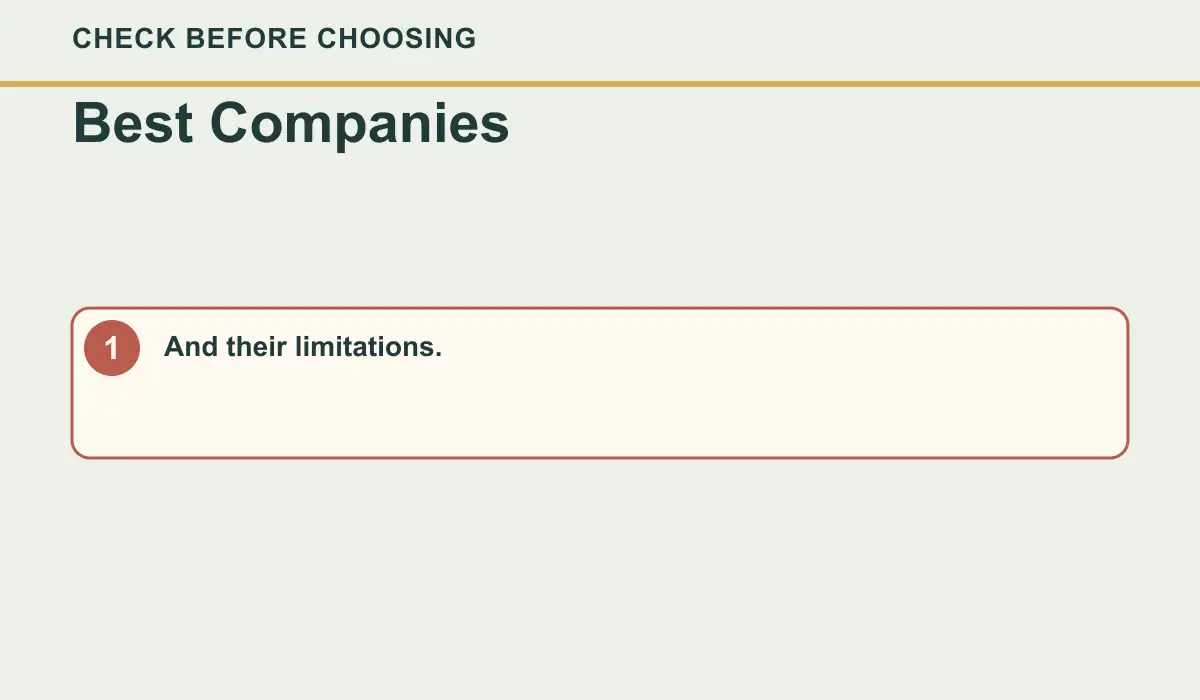 CHECK BEFORE CHOOSING
Best Companies
1 And their limitations.